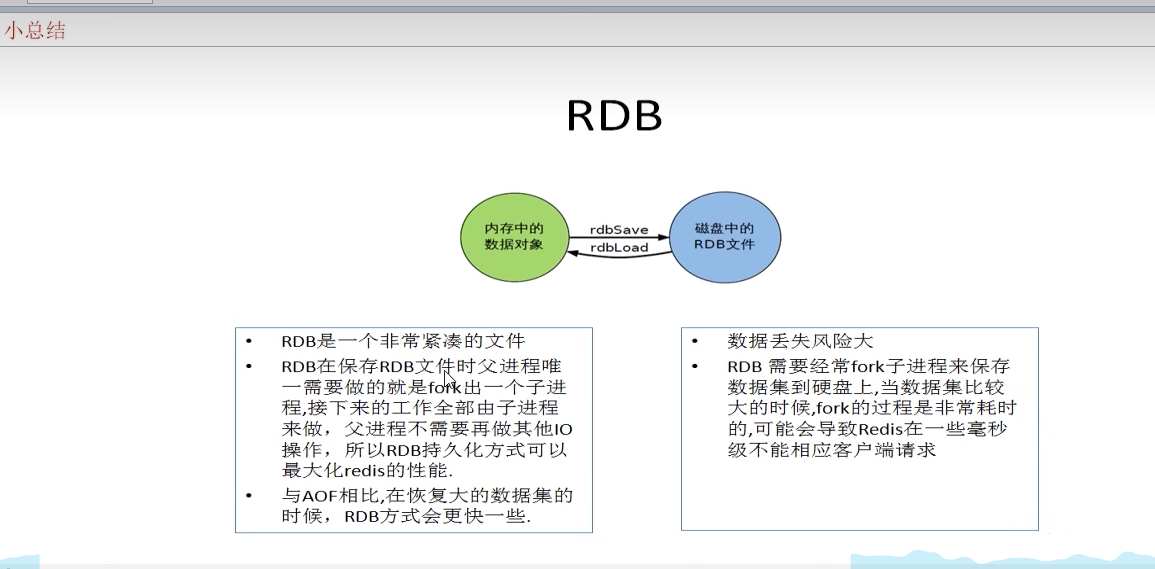 小总结
RDB
内存中的
数据对象
rdbSave
rdbLoad
磁盘中的
RDB文件
• RDB是一个非常紧凑的文件
• RDB在保存RDB文件时父进程唯
一需要做的就是fork出一个子进
程,接下来的工作全部由子进程
来做，父进程不需要再做其他IO
操作，所以RDB持久化方式可以
最大化redis的性能.
• 与AOF相比,在恢复大的数据集的
时候，RDB方式会更快一些.
• 数据丢失风险大
• RDB 需要经常fork子进程来保存
数据集到硬盘上,当数据集比较
大的时候,fork的过程是非常耗时
的,可能会导致Redis在一些毫秒
级不能相应客户端请求